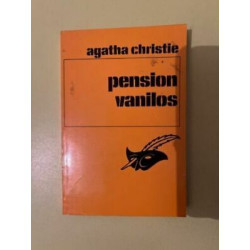 agatha christie
pension
vanilos